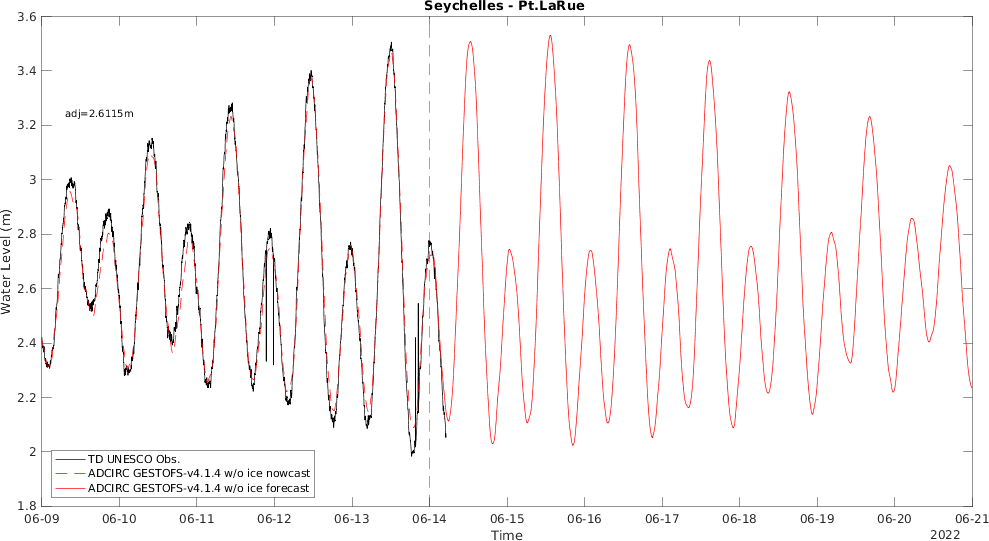 Seychelles - Pt.LaRue
3.6
3.4
adj=2.6115m
3.2
3
2.8
Water Level (m)
2.6
2.4
2.2
2
1.8
TD UNESCO Obs.
ADCIRC GESTOFS-v4.1.4 w/o ice nowcast
ADCIRC GESTOFS-v4.1.4 w/o ice forecast
06-09 06-10 06-11 06-12 06-13 06-14 06-15 06-16 06-17 06-18 06-19 06-20 06-21
Time
2022